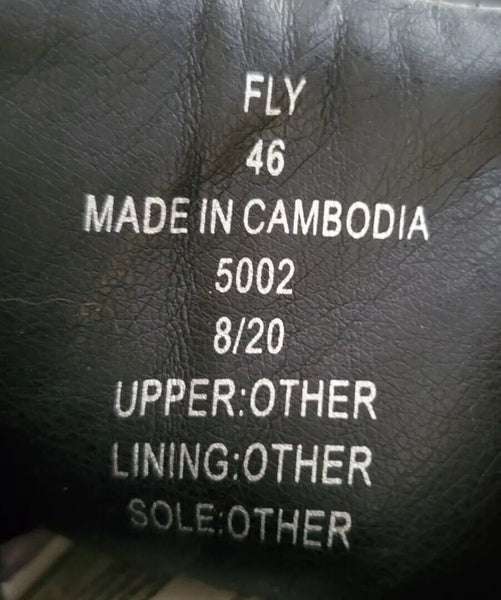 FLY
46
MADE IN CAMBODIA
5002
8/20
UPPER:OTHER
LINING:OTHER
SOLE:OTHER